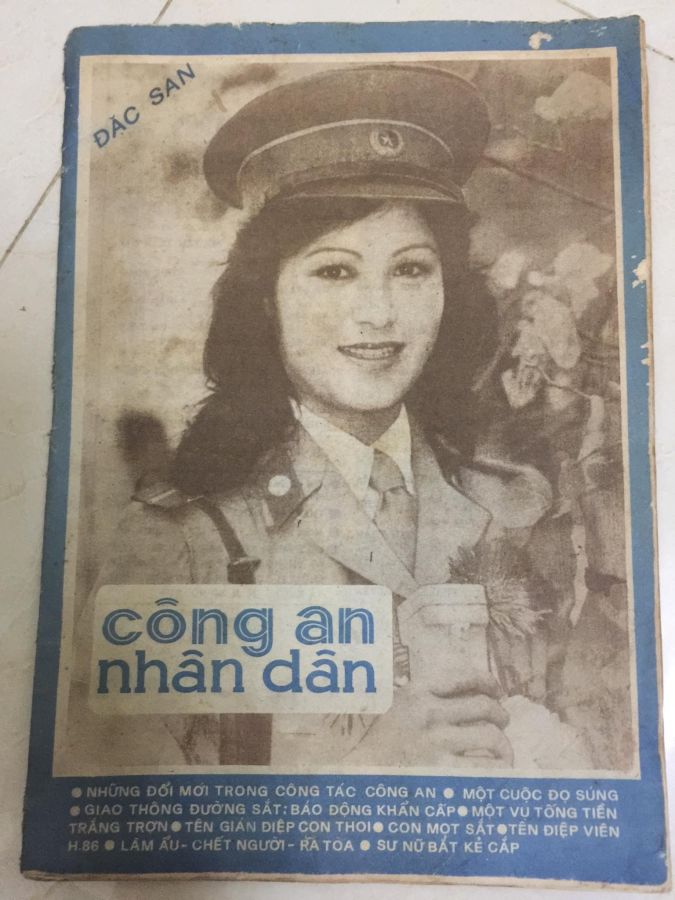 ĐẶC SAN
công an
nhân dân
● NHỮNG ĐỔI MỚI TRONG CÔNG TÁC CÔNG AN ● MỘT CUỘC ĐỌ SÚNG
● GIAO THÔNG ĐƯỜNG SẮT: BÁO ĐỘNG KHẨN CẤP ● MỘT VỤ TỐNG TIỀN
TRẮNG TRỢN ● TÊN GIÁN ĐIỆP CON THOI ● CON MỌT SẮT ● TÊN ĐIỆP VIÊN
H.86 ● LÀM ẨU - CHẾT NGƯỜI - RA TÒA ● SƯ NỮ BẮT KẺ CẮP